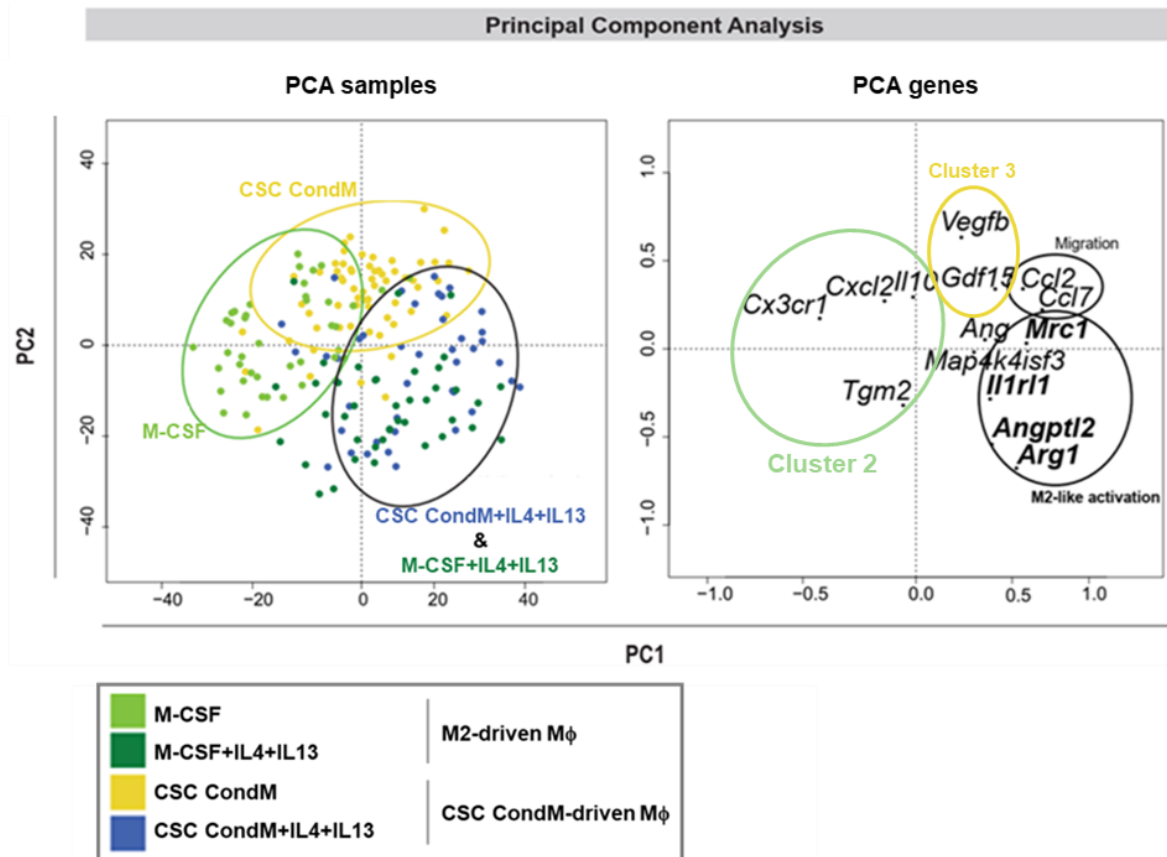 Principal Component Analysis
PCA samples
PCA genes
PC2
40
20
0
−20
−40
CSC CondM
M-CSF
CSC CondM+IL4+IL13
&
M-CSF+IL4+IL13
−40
−20
0
20
40
1.0
0.5
0.0
−0.5
−1.0
Cluster 3
Vegfb
Migration
Cx3cr1 Cxcl2 Il10 Gdf15 Ccl2
Ccl7
Ang Mrc1
Map4k4isf3
Il1rl1
Tgm2
Angptl2
Arg1
Cluster 2
M2-like activation
−1.0
−0.5
0.0
0.5
1.0
PC1
M-CSF
M-CSF+IL4+IL13
M2-driven Mϕ
CSC CondM
CSC CondM+IL4+IL13
CSC CondM-driven Mϕ